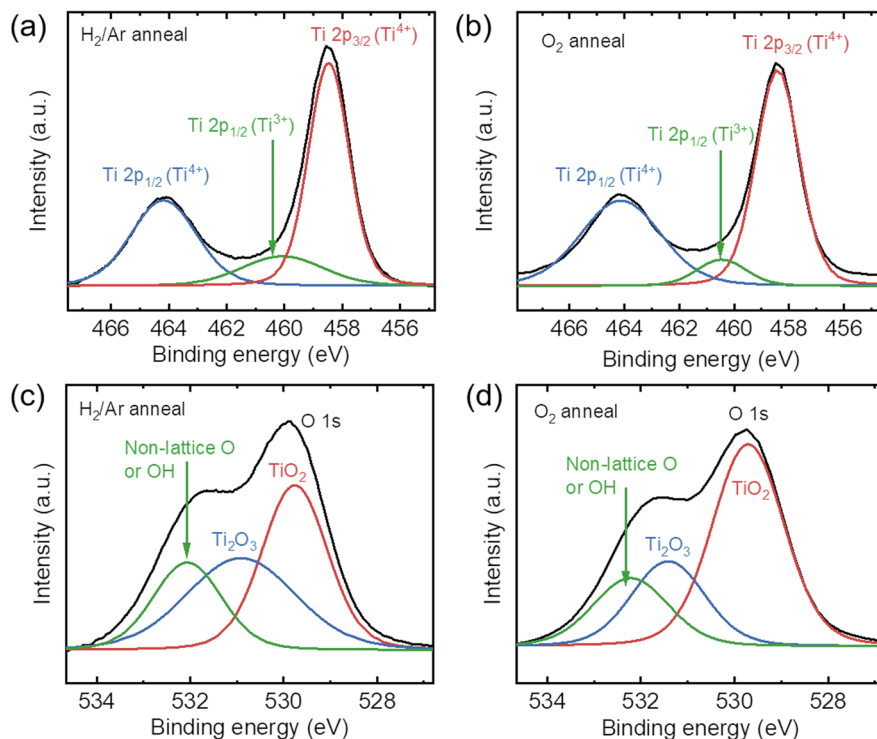 (a)
H₂/Ar anneal
Ti 2p₃/₂ (Ti⁴⁺)
Ti 2p₁/₂ (Ti³⁺)
Ti 2p₁/₂ (Ti⁴⁺)
Intensity (a.u.)
466 464 462 460 458 456
Binding energy (eV)
(b)
O₂ anneal
Ti 2p₃/₂ (Ti⁴⁺)
Ti 2p₁/₂ (Ti³⁺)
Ti 2p₁/₂ (Ti⁴⁺)
Intensity (a.u.)
466 464 462 460 458 456
Binding energy (eV)
(c)
H₂/Ar anneal
O 1s
Non-lattice O
or OH
TiO₂
Ti₂O₃
Intensity (a.u.)
534 532 530 528
Binding energy (eV)
(d)
O₂ anneal
O 1s
Non-lattice O
or OH
TiO₂
Ti₂O₃
Intensity (a.u.)
534 532 530 528
Binding energy (eV)